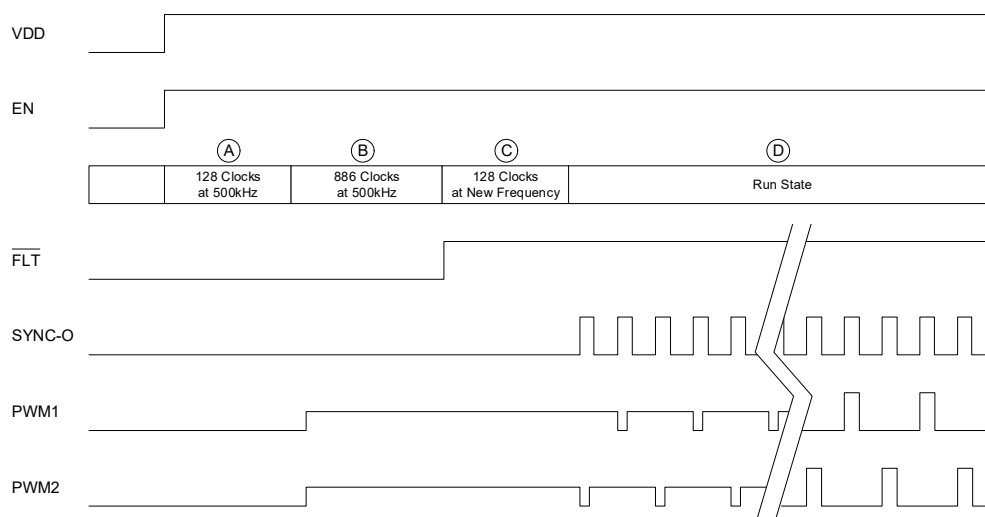 VDD
EN
A
B
C
D
128 Clocks
at 500kHz
886 Clocks
at 500kHz
128 Clocks
at New Frequency
Run State
FLT
SYNC-O
PWM1
PWM2